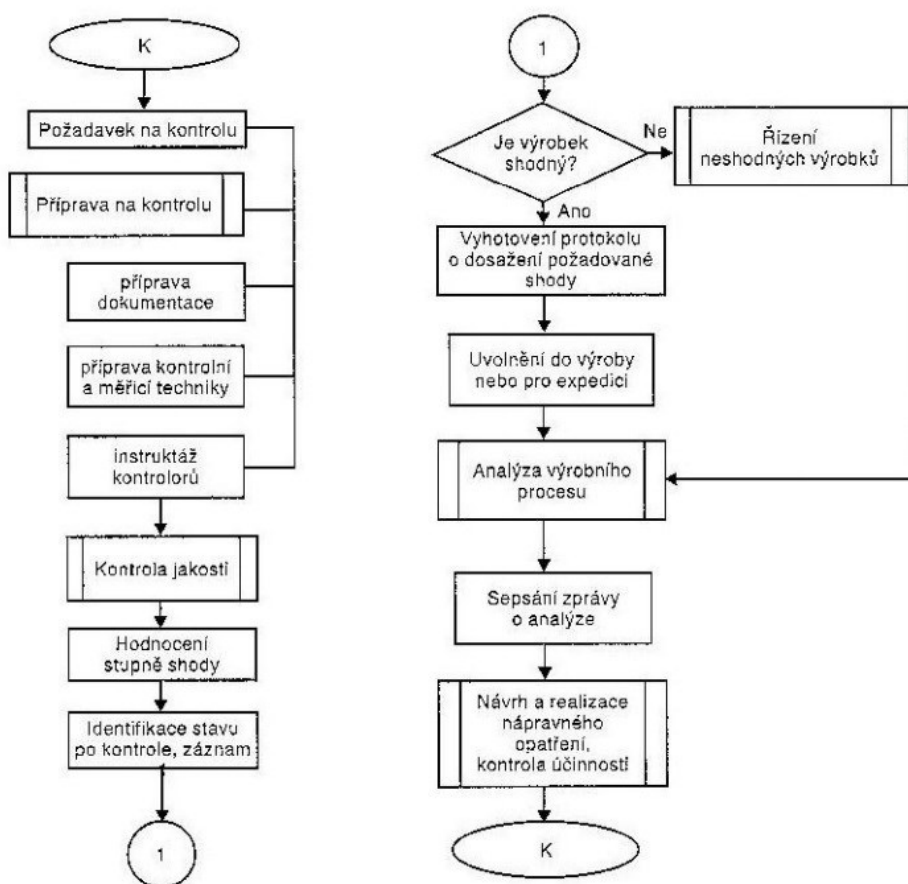 K
Požadavek na kontrolu
Příprava na kontrolu
příprava
dokumentace
příprava kontrolní
a měřicí techniky
instruktáž
kontrolorů
Kontrola jakosti
Hodnocení
stupně shody
Identifikace stavu
po kontrole, záznam
1
1
Je výrobek
shodný?
Ne
Řízení
neshodných výrobků
Ano
Vyhotovení protokolu
o dosažení požadované
shody
Uvolnění do výroby
nebo pro expedici
Analýza výrobního
procesu
Sepsání zprávy
o analýze
Návrh a realizace
nápravného
opatření,
kontrola účinnosti
K